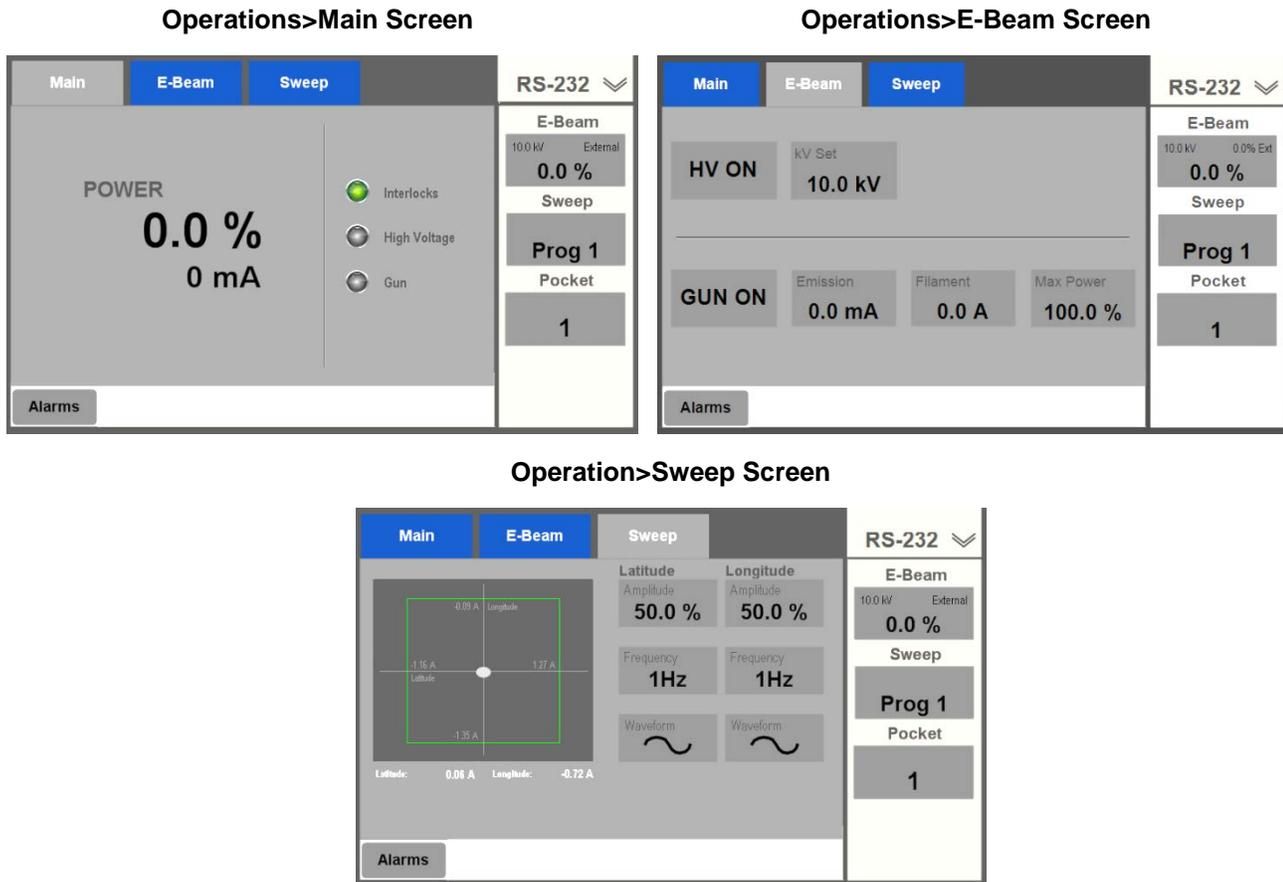 Operations>Main Screen
Operations>E-Beam Screen
Main
E-Beam
Sweep
RS-232
POWER
0.0 %
0 mA
Interlocks
High Voltage
Gun
Alarms
E-Beam
10.0 kV External
0.0 %
Sweep
Prog 1
Pocket
1
Main
E-Beam
Sweep
RS-232
HV ON
kV Set
10.0 kV
GUN ON
Emission
0.0 mA
Filament
0.0 A
Max Power
100.0 %
Alarms
E-Beam
10.0 kV 0.0% Ext
0.0 %
Sweep
Prog 1
Pocket
1
Operation>Sweep Screen
Main
E-Beam
Sweep
RS-232
-0.09 A Longitude
-1.16 A 1.27 A
Latitude
-1.35 A
Latitude: 0.06 A Longitude: -0.72 A
Latitude Longitude
Amplitude Amplitude
50.0 % 50.0 %
Frequency Frequency
1Hz 1Hz
Waveform Waveform
Alarms
E-Beam
10.0 kV External
0.0 %
Sweep
Prog 1
Pocket
1